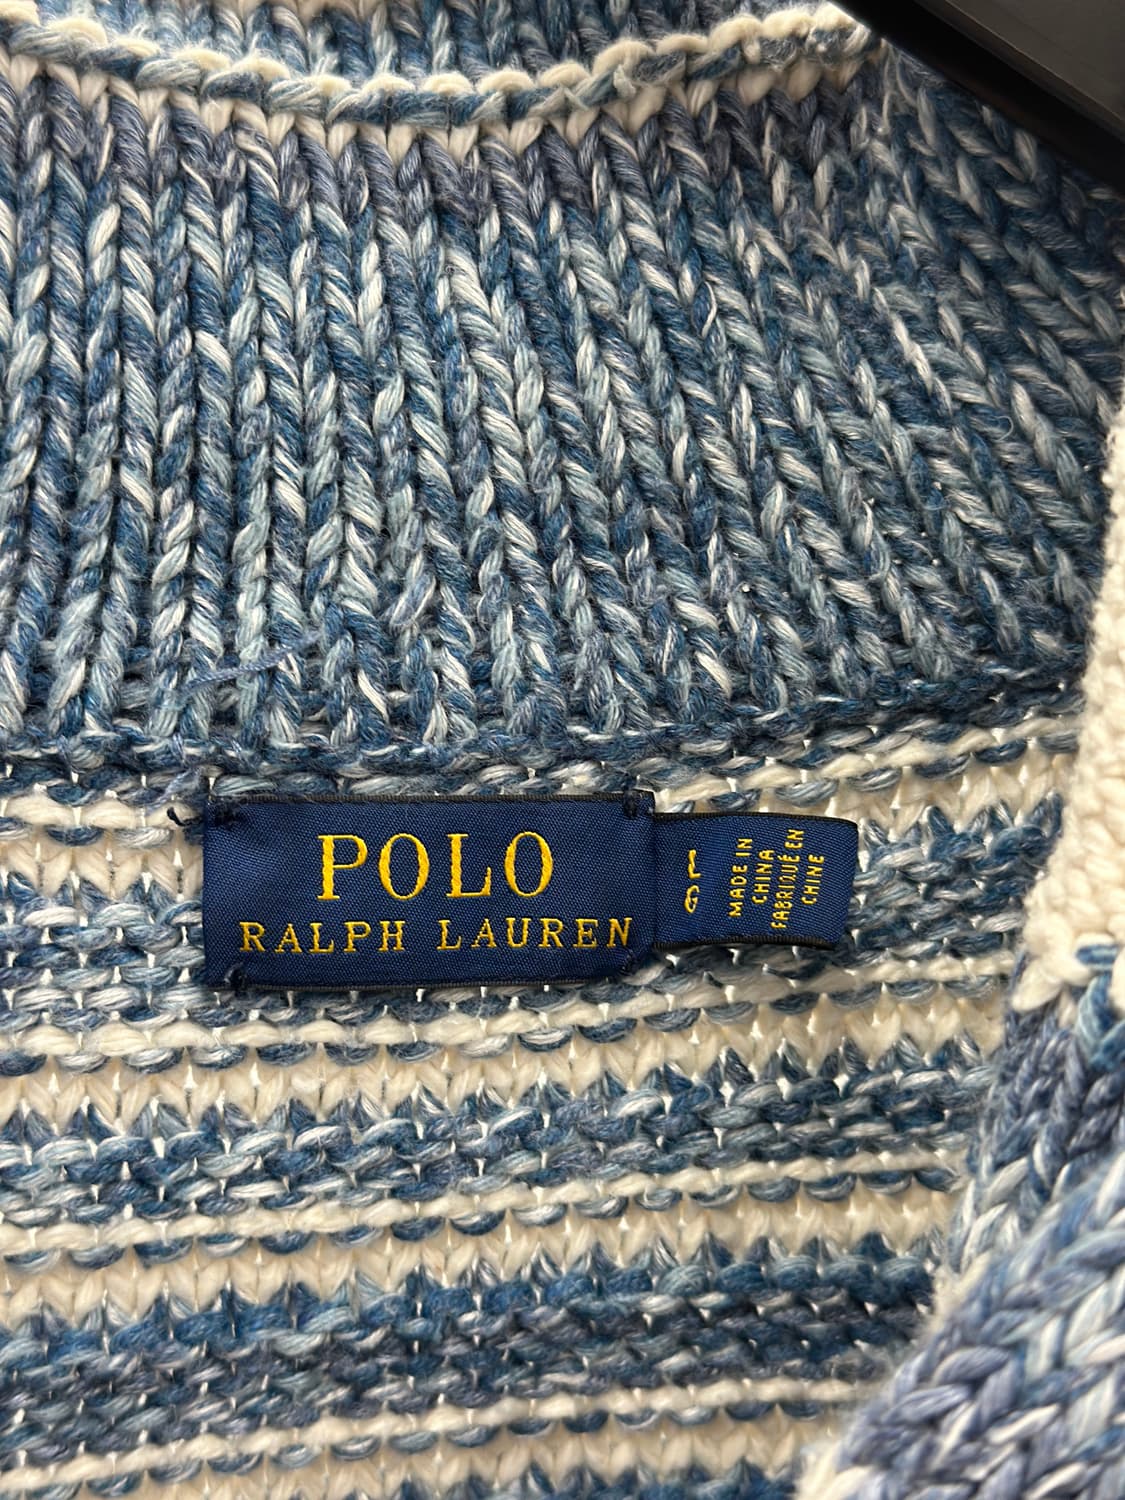 POLO
RALPH LAUREN
G L
MADE IN
CHINA
FABRIQUÉ EN
CHINE